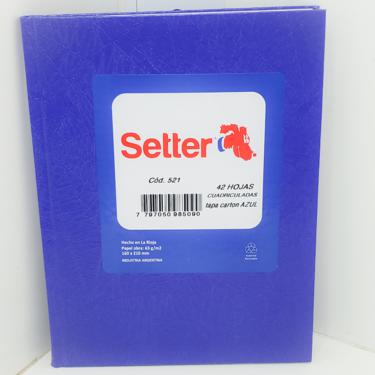 Setter
Cód. 521
42 HOJAS
CUADRICULADAS
tapa carton AZUL
7 797050 985090
Hecho en La Rioja
Papel obra: 63 g/m2
160 x 210 mm
INDUSTRIA ARGENTINA